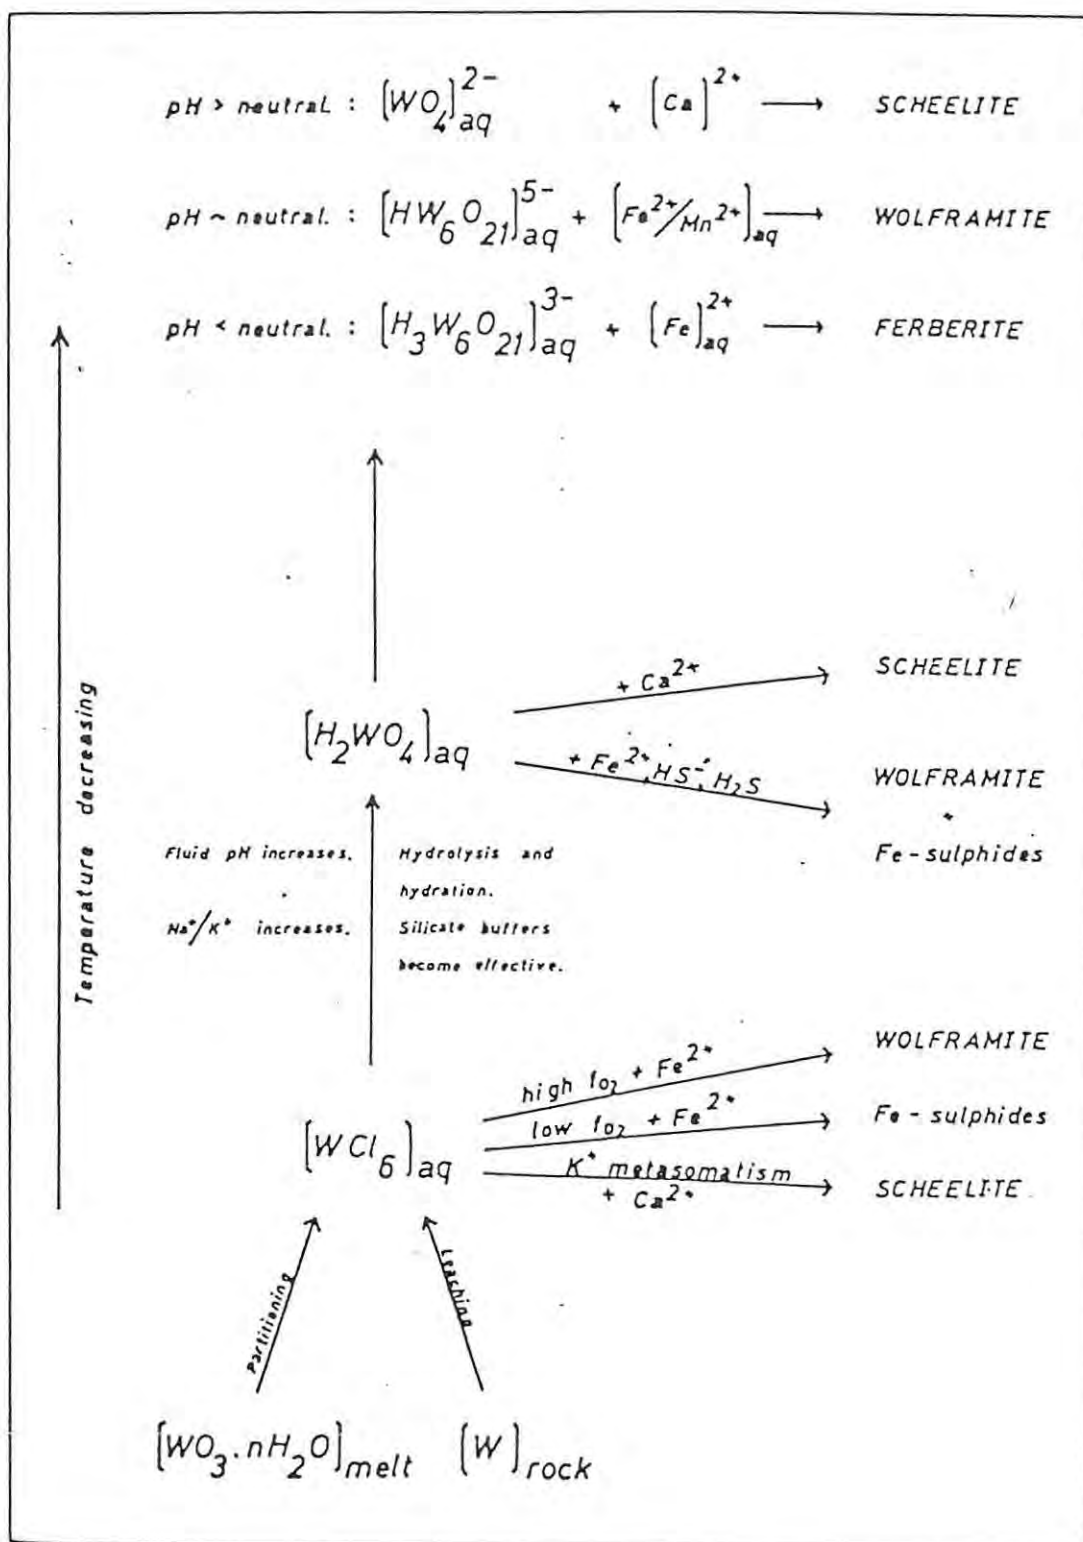 pH > neutral. : [WO4]aq 2- + [Ca] 2+ → SCHEELITE
pH ~ neutral. : [HW6O21]aq 5- + [Fe2+/Mn2+]aq → WOLFRAMITE
pH < neutral. : [H3W6O21]aq 3- + [Fe]aq 2+ → FERBERITE
Temperature decreasing
[H2WO4]aq
+ Ca2+
SCHEELITE
+ Fe2+, HS-, H2S
WOLFRAMITE
+
Fe-sulphides
Fluid pH increases.
Na+/K+ increases.
Hydrolysis and
hydration.
Silicate buffers
become effective.
[WCl6]aq
high fO2 + Fe2+
WOLFRAMITE
low fO2 + Fe2+
Fe-sulphides
K+ metasomatism
+ Ca2+
SCHEELITE
Partitioning
Leaching
[WO3.nH2O]melt
[W]rock